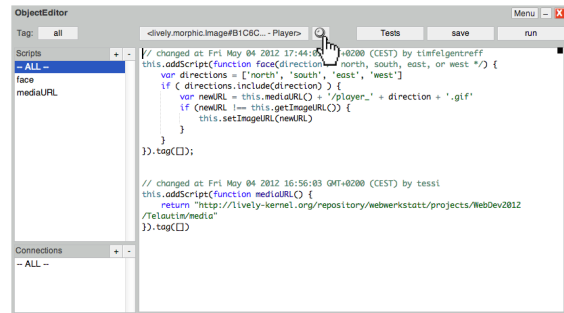 ObjectEditor
Menu – X
Tag: all <lively.morphic.Image#B1C6C... - Player> Tests save run
Scripts + -
-- ALL --
face
mediaURL
// changed at Fri May 04 2012 17:44:0 +0200 (CEST) by timfelgentreff
this.addScript(function face(direction north, south, east, or west */) {
var directions = ['north', 'south', 'east', 'west']
if ( directions.include(direction) ) {
var newURL = this.mediaURL() + '/player_' + direction + '.gif'
if (newURL !== this.getImageURL()) {
this.setImageURL(newURL)
}
}
}).tag([]);
// changed at Fri May 04 2012 16:56:03 GMT+0200 (CEST) by tessi
this.addScript(function mediaURL() {
return "http://lively-kernel.org/repository/webwerkstatt/projects/WebDev2012
/Telautim/media"
}).tag([])
Connections + -
-- ALL --